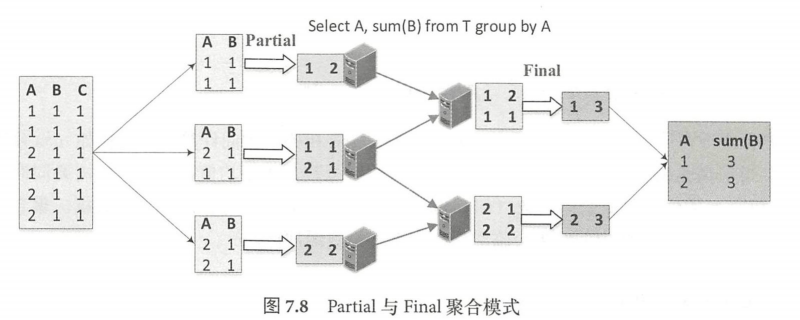 Select A, sum(B) from T group by A
A B C
1 1 1
1 1 1
2 1 1
1 1 1
2 1 1
2 1 1
A B
1 1
1 1
Partial
1 2
A B
2 1
1 1
1 1
2 1
A B
2 1
2 1
2 2
1 2
1 1
Final
1 3
2 1
2 2
2 3
A sum(B)
1 3
2 3
图 7.8 Partial 与 Final 聚合模式